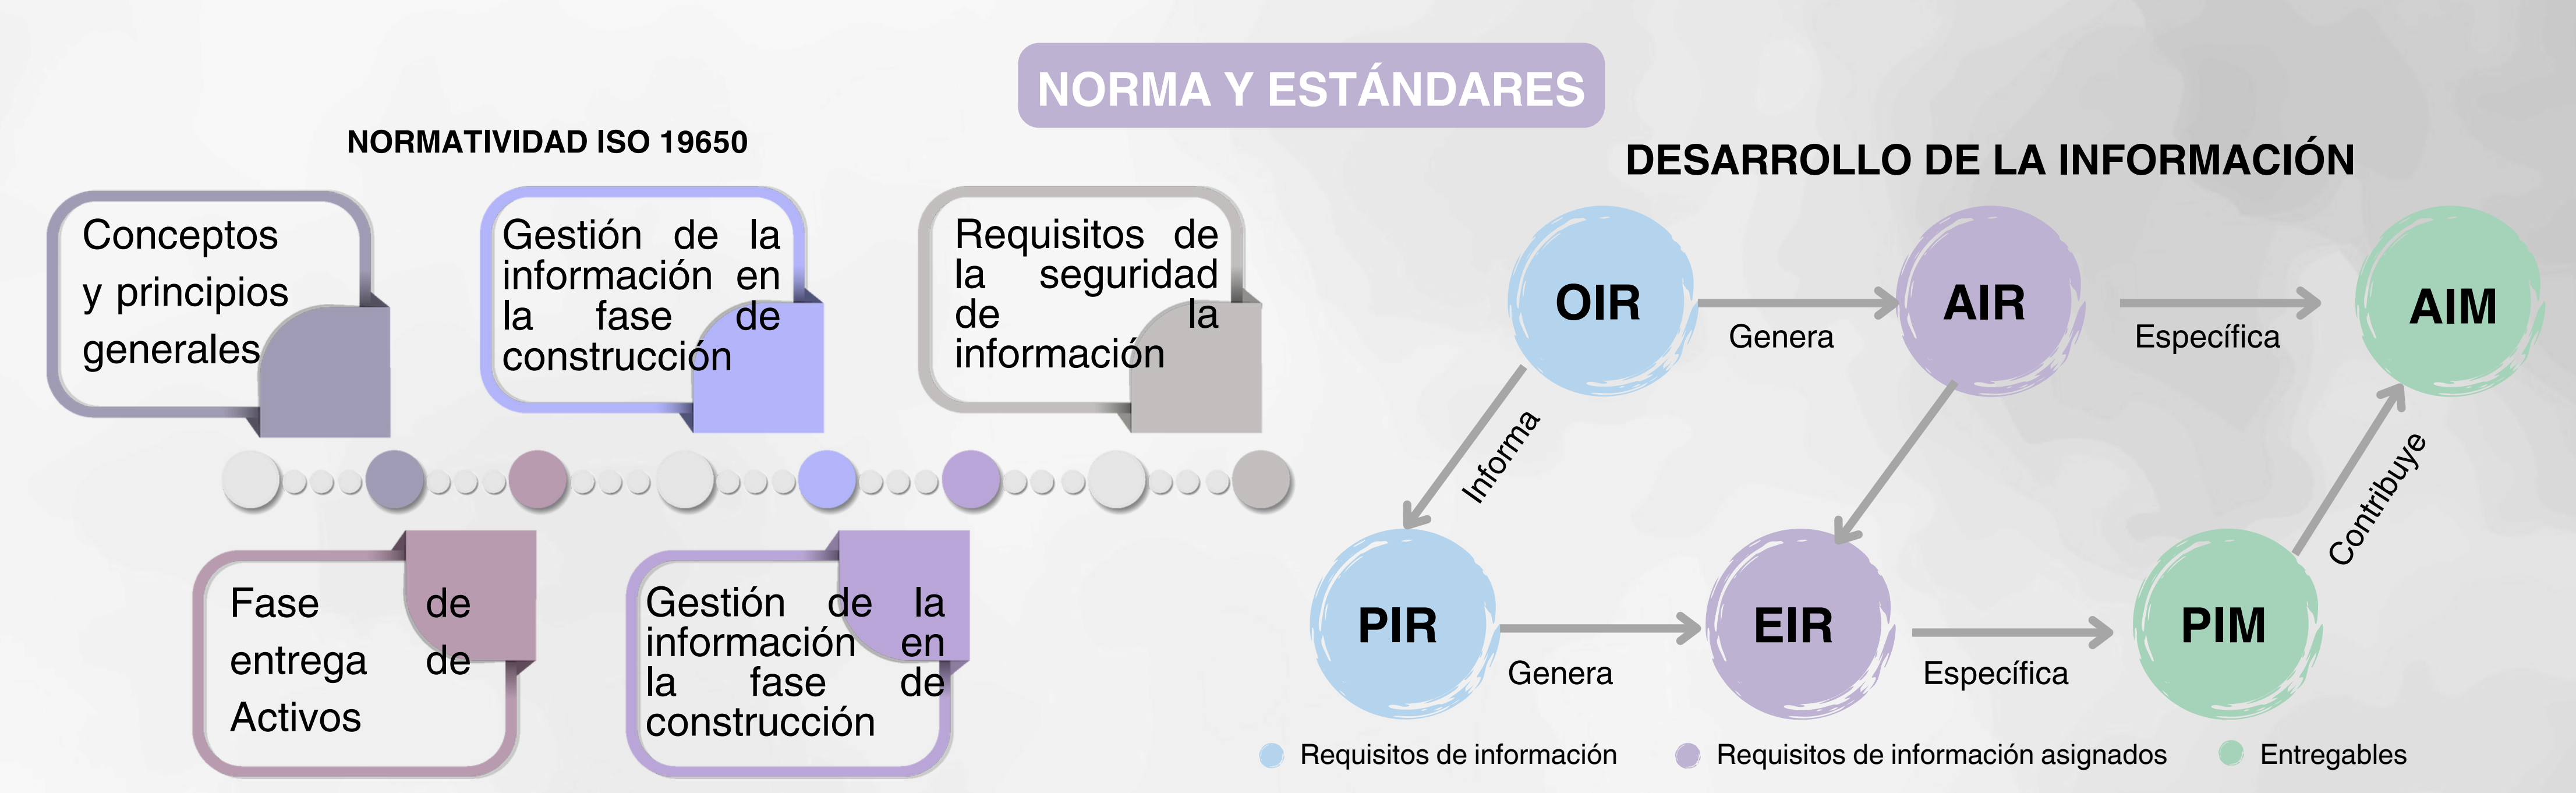 NORMA Y ESTÁNDARES
NORMATIVIDAD ISO 19650
Conceptos
y principios
generales
Gestión de la
información en
la fase de
construcción
Requisitos de
la seguridad
de la
información
Fase de
entrega de
Activos
Gestión de la
información en
la fase de
construcción
DESARROLLO DE LA INFORMACIÓN
OIR
Genera
AIR
Específica
AIM
Informa
Contribuye
PIR
Genera
EIR
Específica
PIM
Requisitos de información
Requisitos de información asignados
Entregables